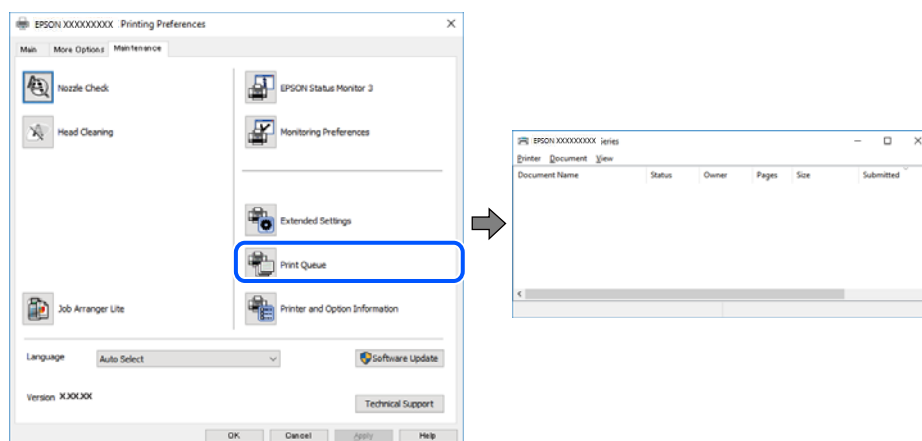 EPSON XXXXXXXXX Printing Preferences
Main More Options Maintenance
Nozzle Check
EPSON Status Monitor 3
Head Cleaning
Monitoring Preferences
Extended Settings
Print Queue
Job Arranger Lite
Printer and Option Information
Language Auto Select
Software Update
Version X.XX.XX
Technical Support
OK Cancel Apply Help
EPSON XXXXXXXXX ieries
Printer Document View
Document Name Status Owner Pages Size Submitted